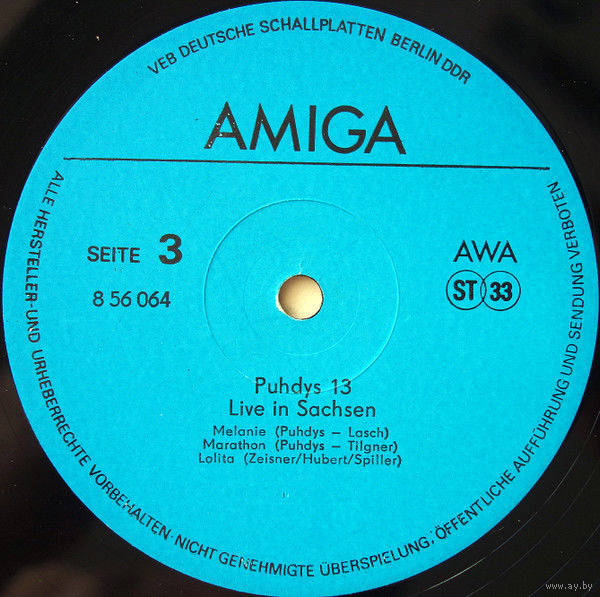 VEB DEUTSCHE SCHALLPLATTEN BERLIN DDR
AMIGA
SEITE 3
8 56 064
AWA
ST 33
Puhdys 13
Live in Sachsen
Melanie (Puhdys – Lasch)
Marathon (Puhdys – Tilgner)
Lolita (Zeisner/Hubert/Spiller)
ALLE HERSTELLER-UND URHEBERRECHTE VORBEHALTEN·NICHT GENEHMIGTE ÜBERSPIELUNG, ÖFFENTLICHE AUFFÜHRUNG UND SENDUNG VERBOTEN
www.ay.by